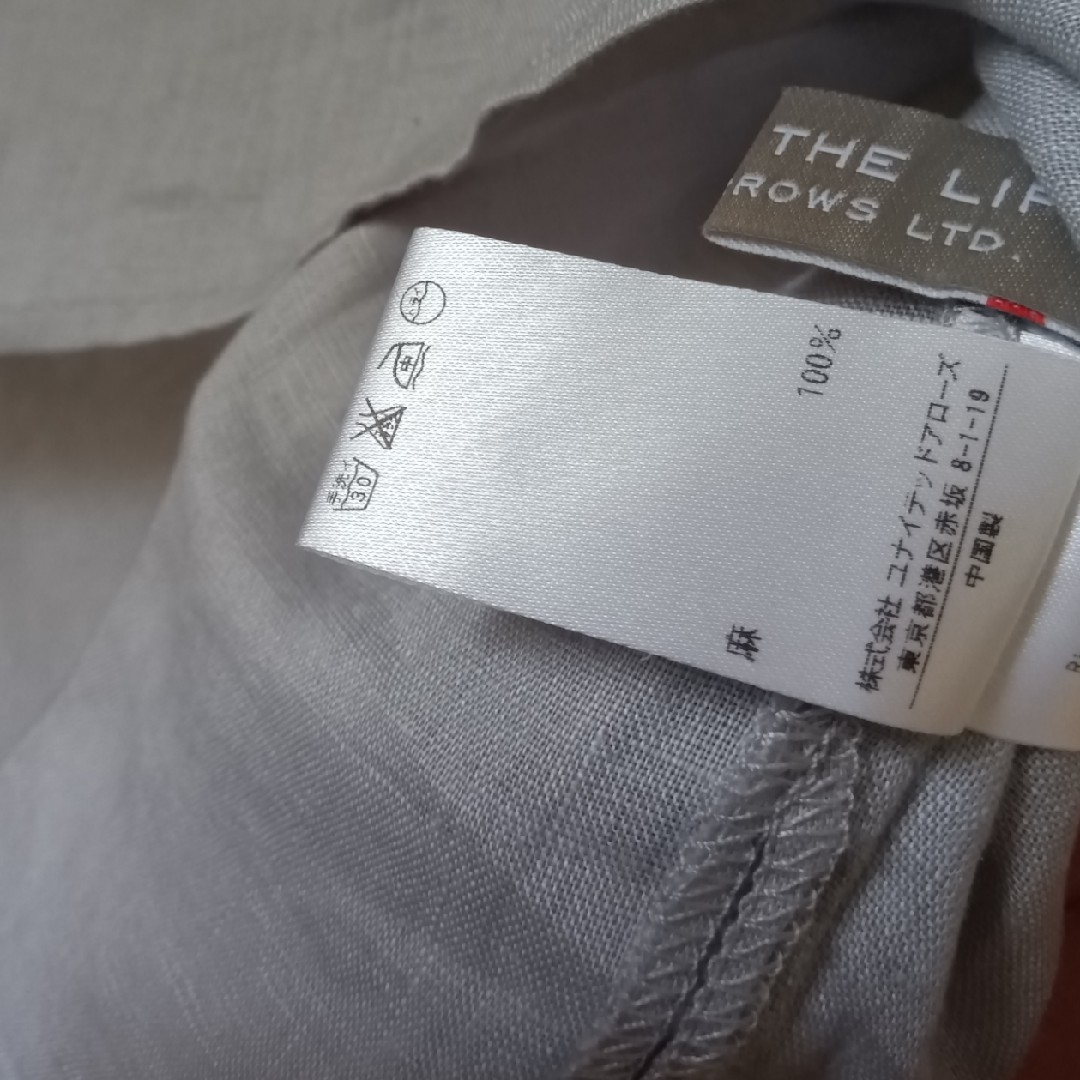 THE
ROWS LTD.
手洗イ
30
中
麻 100%
株式会社 ユナイテッドアローズ
東京都港区赤坂 8-1-19
中国製